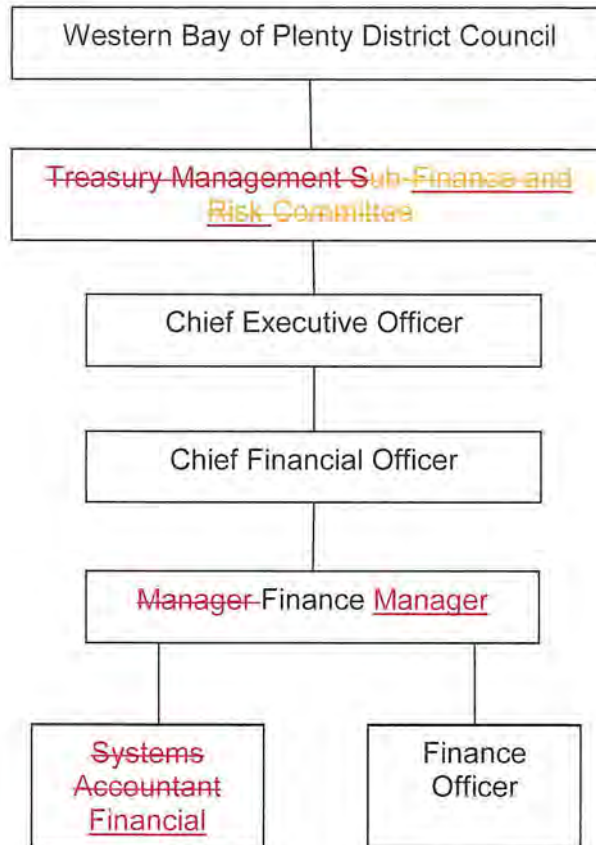 Western Bay of Plenty District Council
Treasury Management Sub-Finance and
Risk Committee
Chief Executive Officer
Chief Financial Officer
Manager Finance Manager
Systems
Accountant
Financial
Finance
Officer